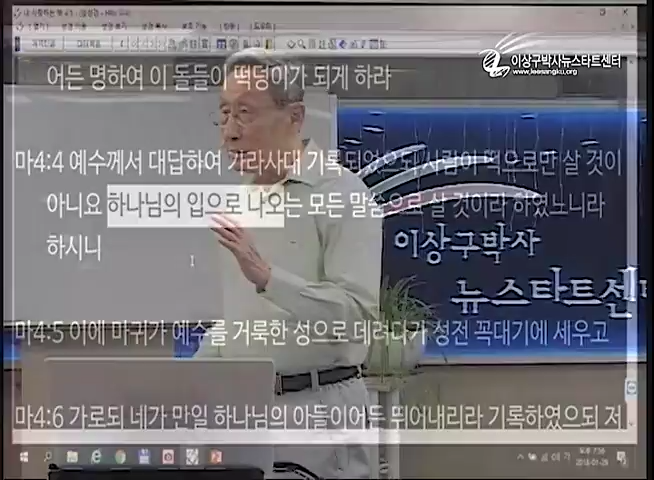 이상구박사뉴스타트센터
www.leesangku.org
어든 명하여 이 돌들이 떡덩이가 되게 하라
마4:4 예수께서 대답하여 가라사대 기록되었으되 사람이 떡으로만 살 것이
아니요 하나님의 입으로 나오는 모든 말씀으로 살 것이라 하였느니라
하시니
이상구박사
뉴스타트센
마4:5 이에 마귀가 예수를 거룩한 성으로 데려다가 성전 꼭대기에 세우고
마4:6 가로되 네가 만일 하나님의 아들이어든 뛰어내리라 기록하였으되 저